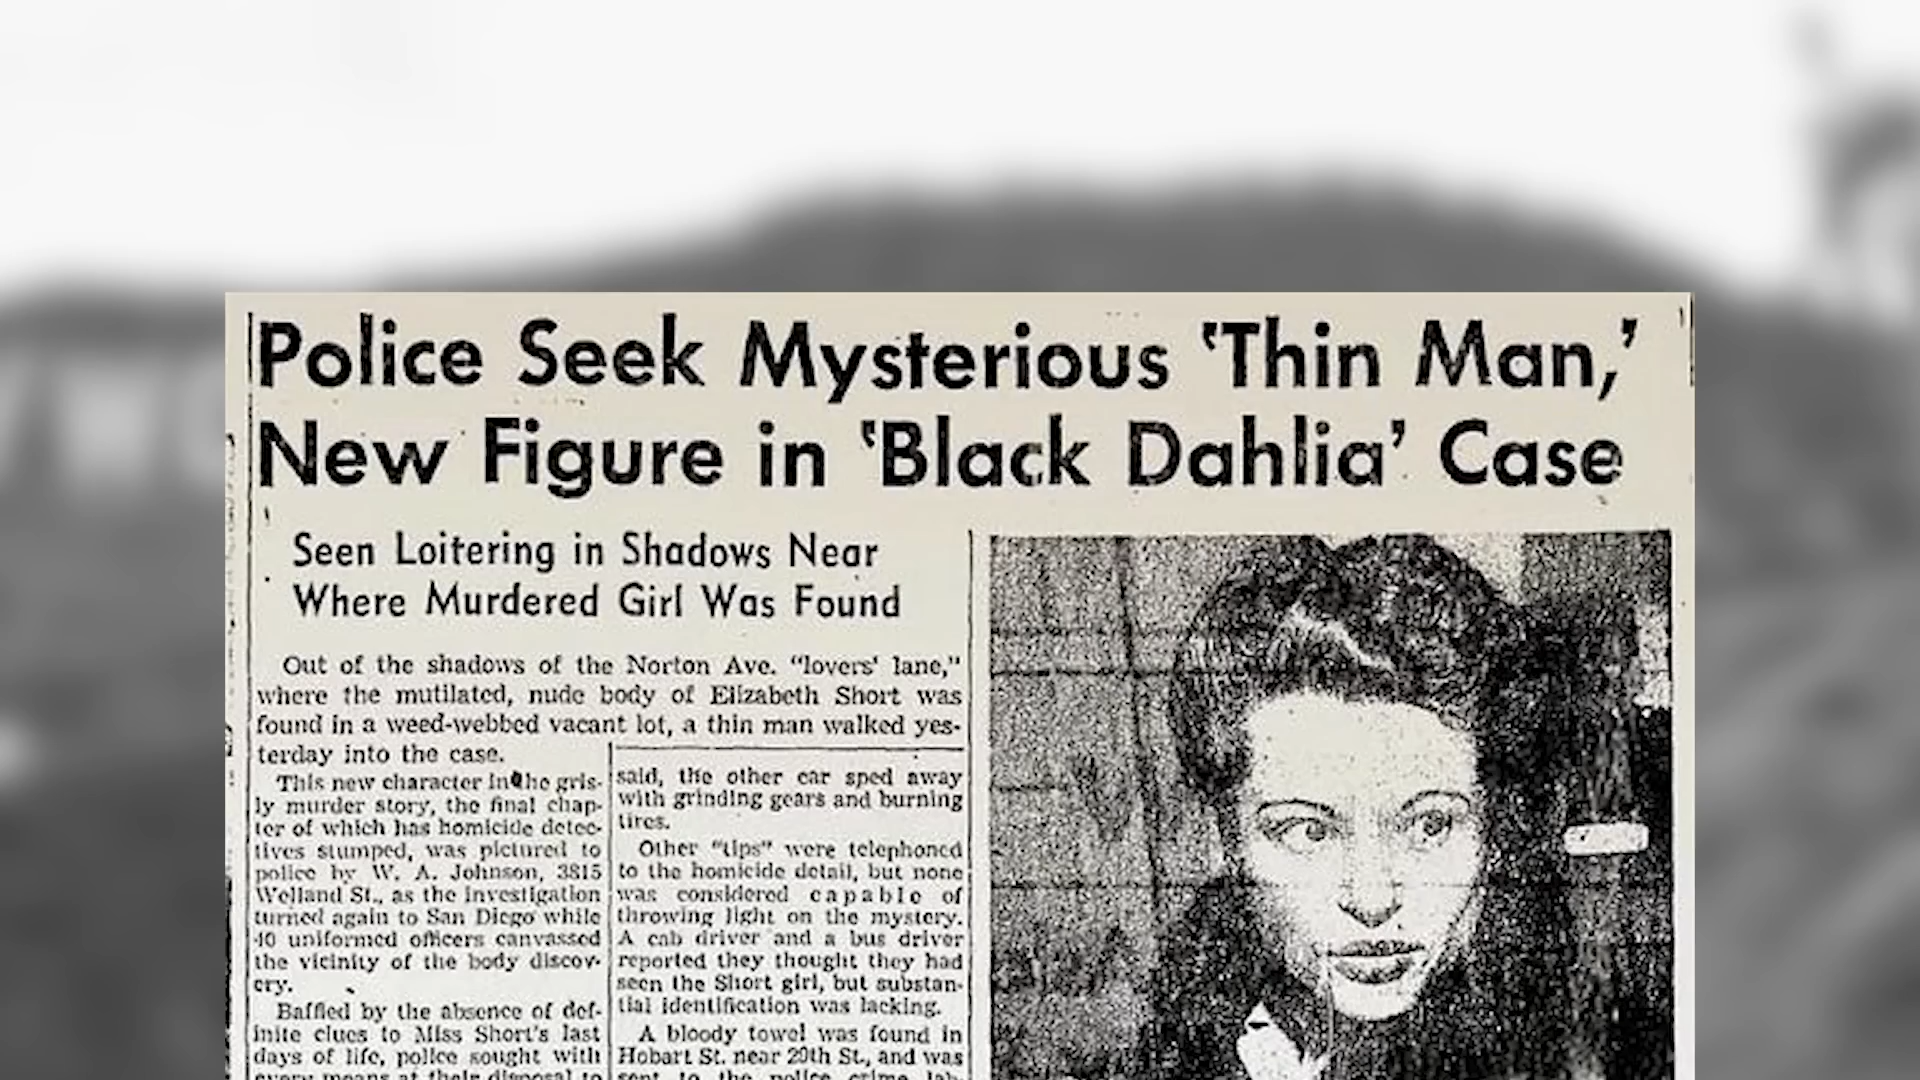 Police Seek Mysterious 'Thin Man,'
New Figure in 'Black Dahlia' Case
Seen Loitering in Shadows Near
Where Murdered Girl Was Found
Out of the shadows of the Norton Ave. "lovers' lane,"
where the mutilated, nude body of Elizabeth Short was
found in a weed-webbed vacant lot, a thin man walked yes-
terday into the case.
This new character in the gris-
ly murder story, the final chap-
ter of which has homicide detec-
tives stumped, was pictured to
police by W. A. Johnson, 3815
Welland St., as the investigation
turned again to San Diego while
40 uniformed officers canvassed
the vicinity of the body discov-
ery.
Baffled by the absence of def-
inite clues to Miss Short's last
days of life, police sought with
every means at their disposal to
said, the other car sped away
with grinding gears and burning
tires.
Other "tips" were telephoned
to the homicide detail, but none
was considered capable of
throwing light on the mystery.
A cab driver and a bus driver
reported they thought they had
seen the Short girl, but substan-
tial identification was lacking.
A bloody towel was found in
Hobart St. near 29th St., and was
sent to the police crime lab-